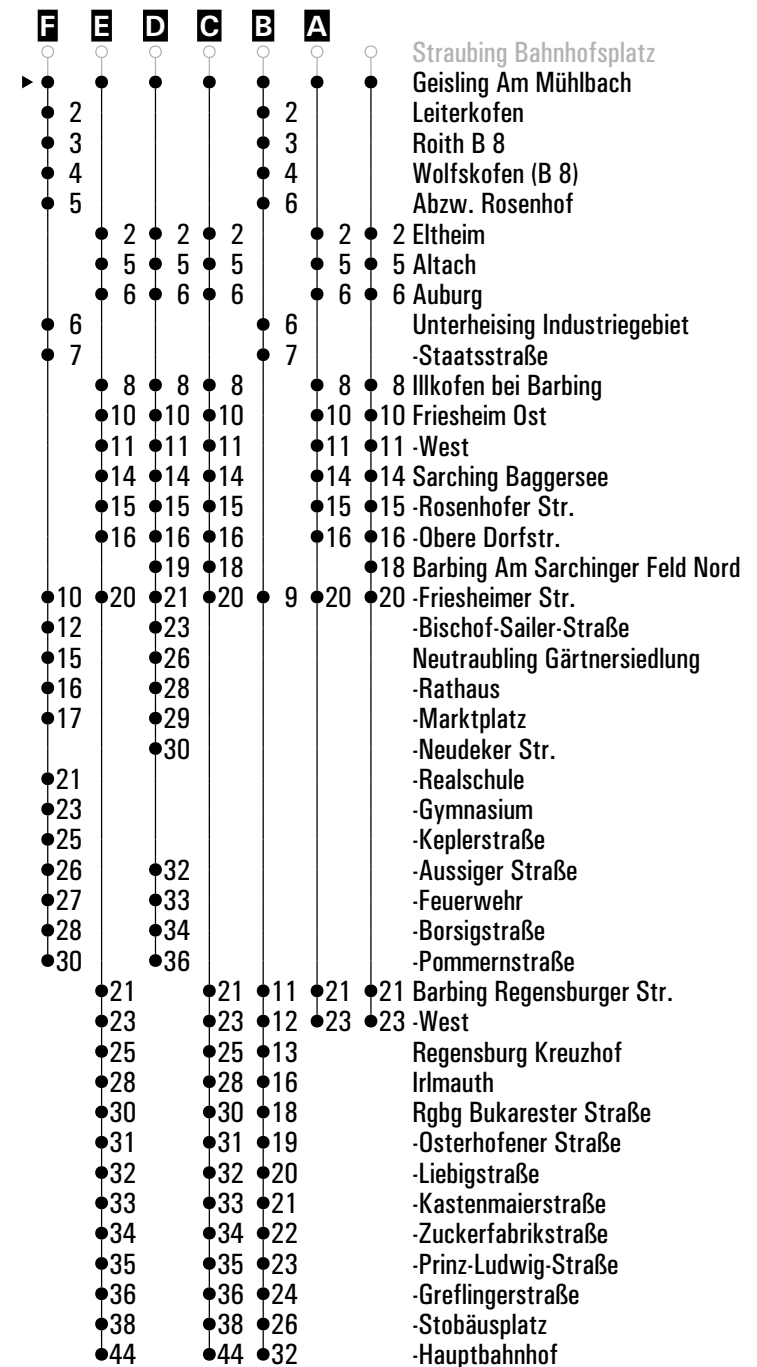 F E D C B A
Straubing Bahnhofsplatz
Geisling Am Mühlbach
2 2 Leiterkofen
3 3 Roith B 8
4 4 Wolfskofen (B 8)
5 6 Abzw. Rosenhof
2 2 2 2 2 Eltheim
5 5 5 5 5 Altach
6 6 6 6 6 Auburg
6 6 Unterheising Industriegebiet
7 7 -Staatsstraße
8 8 8 8 8 Illkofen bei Barbing
10 10 10 10 10 Friesheim Ost
11 11 11 11 11 -West
14 14 14 14 14 Sarching Baggersee
15 15 15 15 15 -Rosenhofer Str.
16 16 16 16 16 -Obere Dorfstr.
19 18 18 Barbing Am Sarchinger Feld Nord
10 20 21 20 9 20 20 -Friesheimer Str.
12 23 -Bischof-Sailer-Straße
15 26 Neutraubling Gärtnersiedlung
16 28 -Rathaus
17 29 -Marktplatz
30 -Neudeker Str.
21 -Realschule
23 -Gymnasium
25 -Keplerstraße
26 32 -Aussiger Straße
27 33 -Feuerwehr
28 34 -Borsigstraße
30 36 -Pommernstraße
21 21 11 21 21 Barbing Regensburger Str.
23 23 12 23 23 -West
25 25 13 Regensburg Kreuzhof
28 28 16 Irlmauth
30 30 18 Rgbg Bukarester Straße
31 31 19 -Osterhofener Straße
32 32 20 -Liebigstraße
33 33 21 -Kastenmaierstraße
34 34 22 -Zuckerfabrikstraße
35 35 23 -Prinz-Ludwig-Straße
36 36 24 -Greflingerstraße
38 38 26 -Stobäusplatz
44 44 32 -Hauptbahnhof